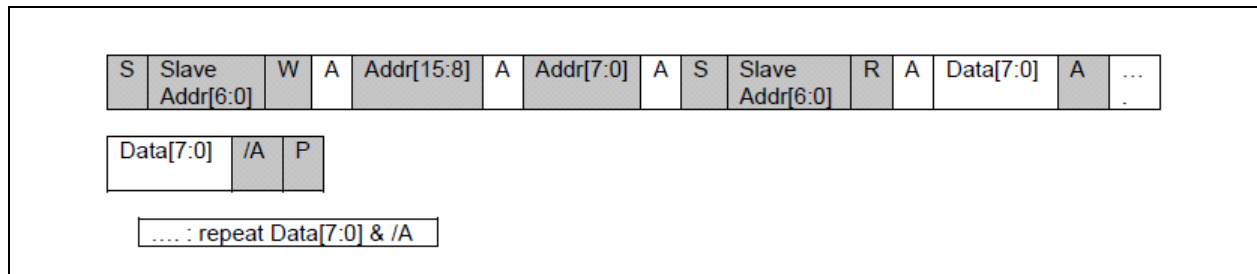 S Slave Addr[6:0] W A Addr[15:8] A Addr[7:0] A S Slave Addr[6:0] R A Data[7:0] A … .
Data[7:0] /A P
…. : repeat Data[7:0] & /A